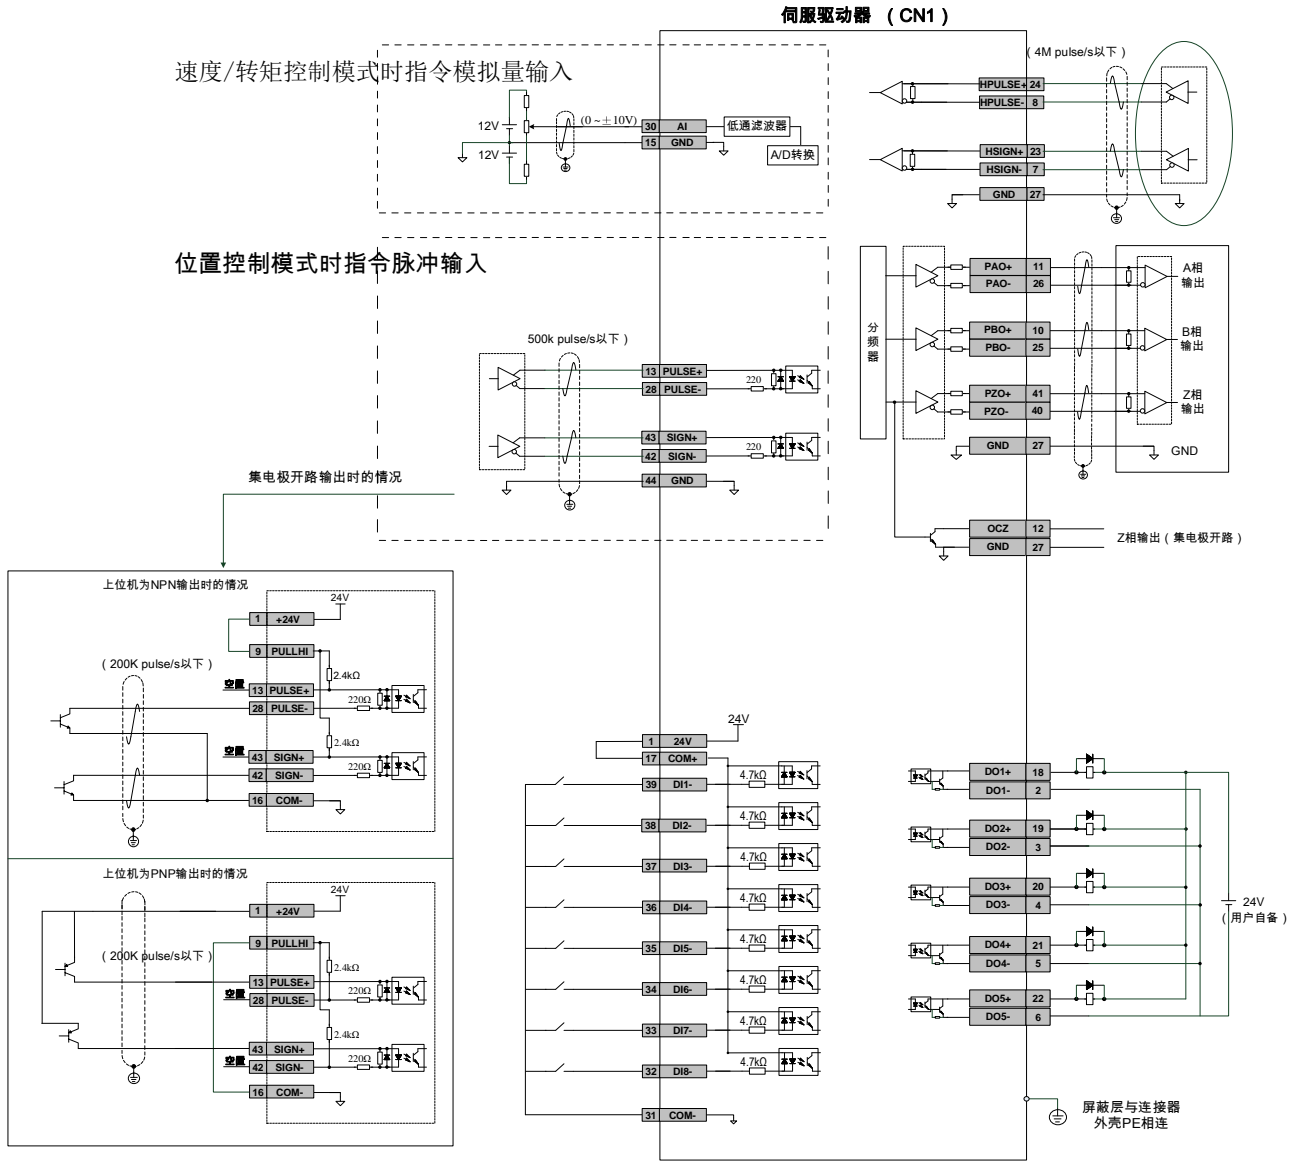 伺服驱动器 （CN1）
速度/转矩控制模式时指令模拟量输入
12V
12V
(0～±10V)
30 AI
15 GND
低通滤波器
A/D转换
（4M pulse/s以下）
HPULSE+ 24
HPULSE- 8
HSIGN+ 23
HSIGN- 7
GND 27
位置控制模式时指令脉冲输入
500k pulse/s以下）
13 PULSE+
28 PULSE-
220
43 SIGN+
42 SIGN-
220
44 GND
分频器
PAO+ 11
PAO- 26
A相
输出
PBO+ 10
PBO- 25
B相
输出
PZO+ 41
PZO- 40
Z相
输出
GND 27
GND
OCZ 12
GND 27
Z相输出（集电极开路）
集电极开路输出时的情况
上位机为NPN输出时的情况
24V
1 +24V
9 PULLHI
（200K pulse/s以下）
2.4kΩ
空置
13 PULSE+
28 PULSE-
220Ω
2.4kΩ
空置
43 SIGN+
42 SIGN-
220Ω
16 COM-
上位机为PNP输出时的情况
24V
1 +24V
9 PULLHI
（200K pulse/s以下）
2.4kΩ
13 PULSE+
空置
28 PULSE-
220Ω
2.4kΩ
43 SIGN+
空置
42 SIGN-
220Ω
16 COM-
24V
1 24V
17 COM+
39 DI1-
4.7kΩ
38 DI2-
4.7kΩ
37 DI3-
4.7kΩ
36 DI4-
4.7kΩ
35 DI5-
4.7kΩ
34 DI6-
4.7kΩ
33 DI7-
4.7kΩ
32 DI8-
4.7kΩ
31 COM-
DO1+ 18
DO1- 2
DO2+ 19
DO2- 3
DO3+ 20
DO3- 4
DO4+ 21
DO4- 5
DO5+ 22
DO5- 6
24V
（用户自备）
屏蔽层与连接器
外壳PE相连